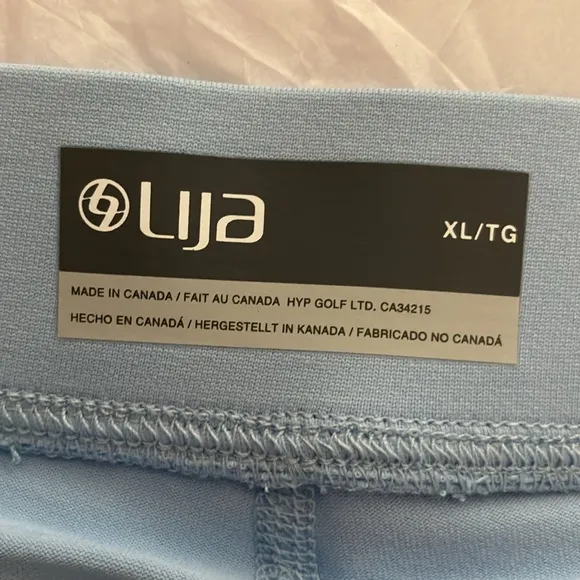 Lija
XL/TG
MADE IN CANADA / FAIT AU CANADA HYP GOLF LTD. CA34215
HECHO EN CANADÁ / HERGESTELLT IN KANADA / FABRICADO NO CANADÁ